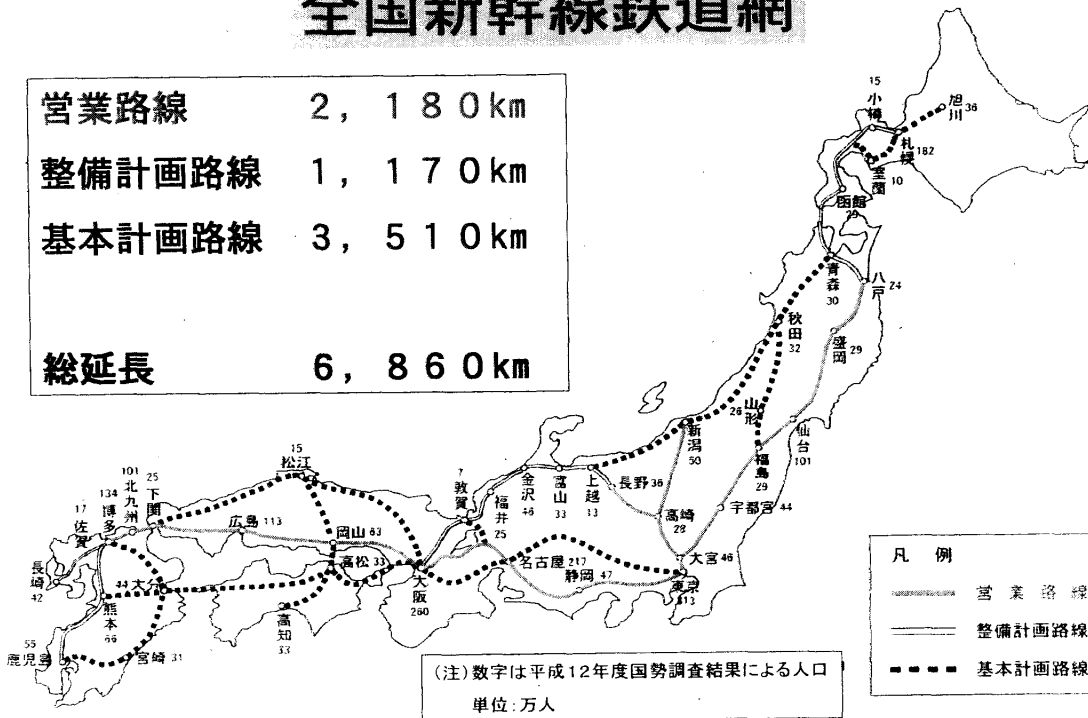 全国新幹線鉄道網
営業路線 2,180km
整備計画路線 1,170km
基本計画路線 3,510km
総延長 6,860km
旭川 36
15 小樽
札幌 182
室蘭 10
函館 29
青森 30
八戸 24
秋田 32
盛岡 29
26 山形
仙台 101
新潟 50
福島 29
7 敦賀
福井 25
金沢 46
富山 33
上越 13
長野 36
高崎 28
宇都宮 44
大宮 46
東京 813
名古屋 217
静岡 47
15 松江
101 北九州
25 下関
134 博多
17 佐賀
広島 113
岡山 63
高松 33
大阪 260
長崎 42
44 大分
熊本 66
高知 33
55 鹿児島
宮崎 31
凡例
営業路線
整備計画路線
基本計画路線
(注)数字は平成12年度国勢調査結果による人口
単位:万人